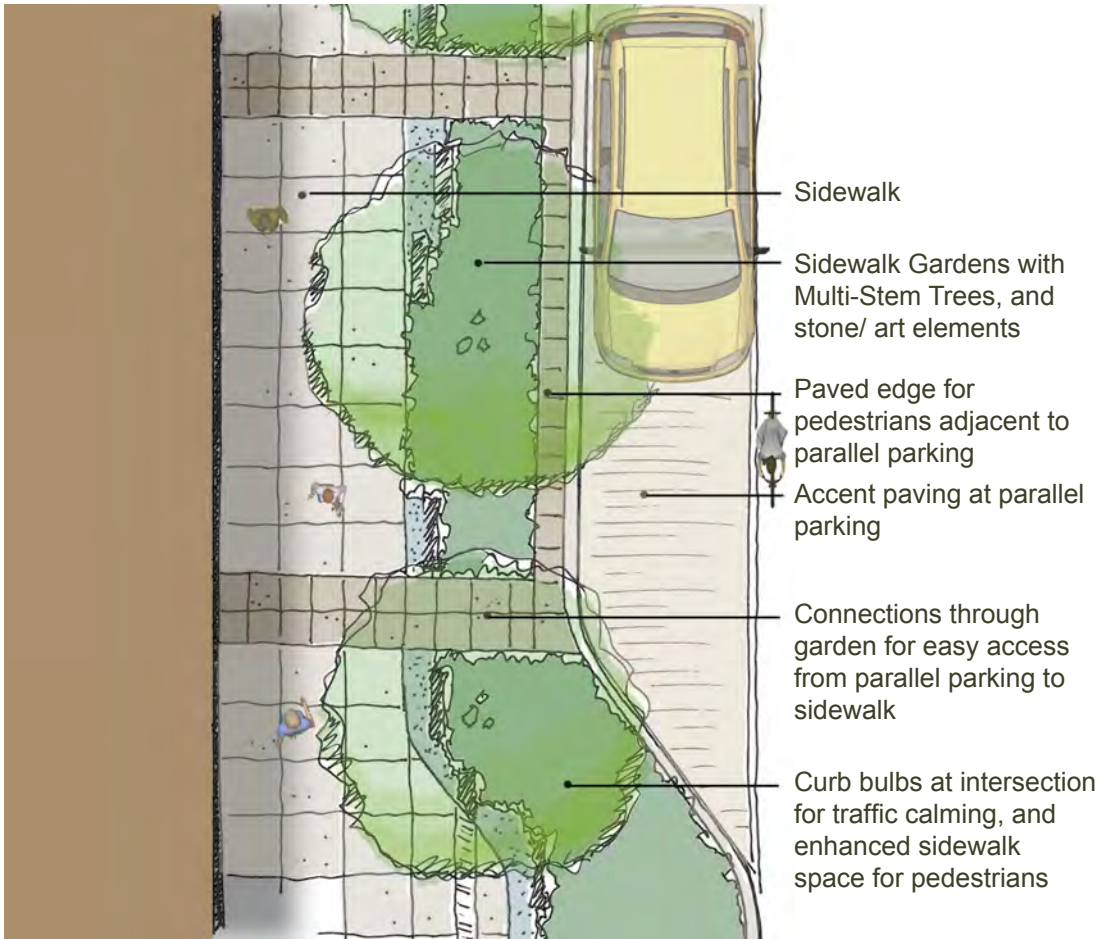 Sidewalk
Sidewalk Gardens with
Multi-Stem Trees, and
stone/ art elements
Paved edge for
pedestrians adjacent to
parallel parking
Accent paving at parallel
parking
Connections through
garden for easy access
from parallel parking to
sidewalk
Curb bulbs at intersection
for traffic calming, and
enhanced sidewalk
space for pedestrians